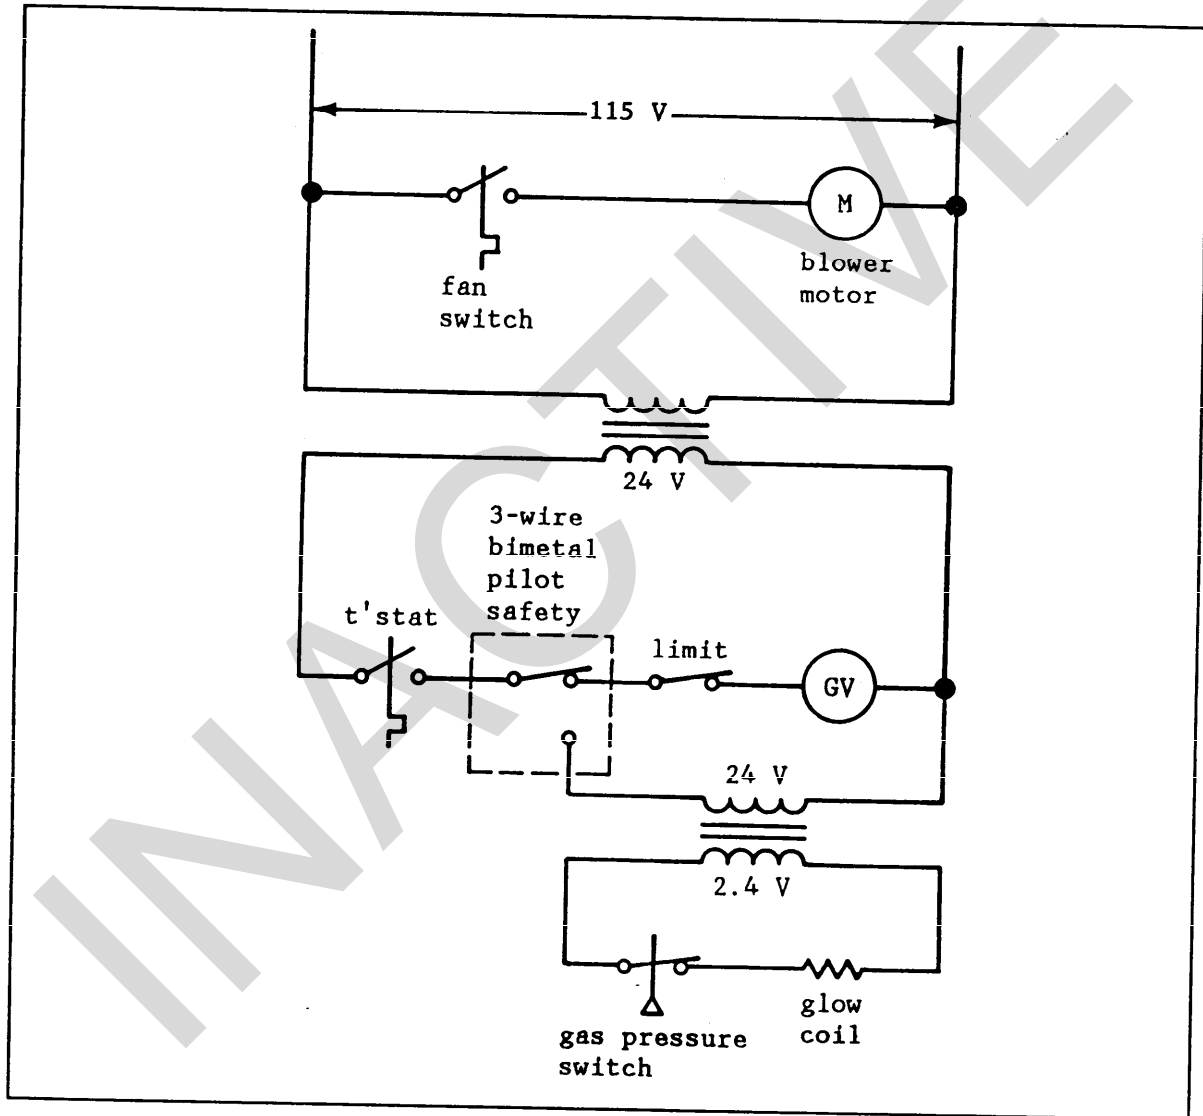 115 V
M
blower
motor
fan
switch
24 V
3-wire
bimetal
pilot
safety
t'stat
limit
GV
24 V
2.4 V
gas pressure
switch
glow
coil
INACTIVE